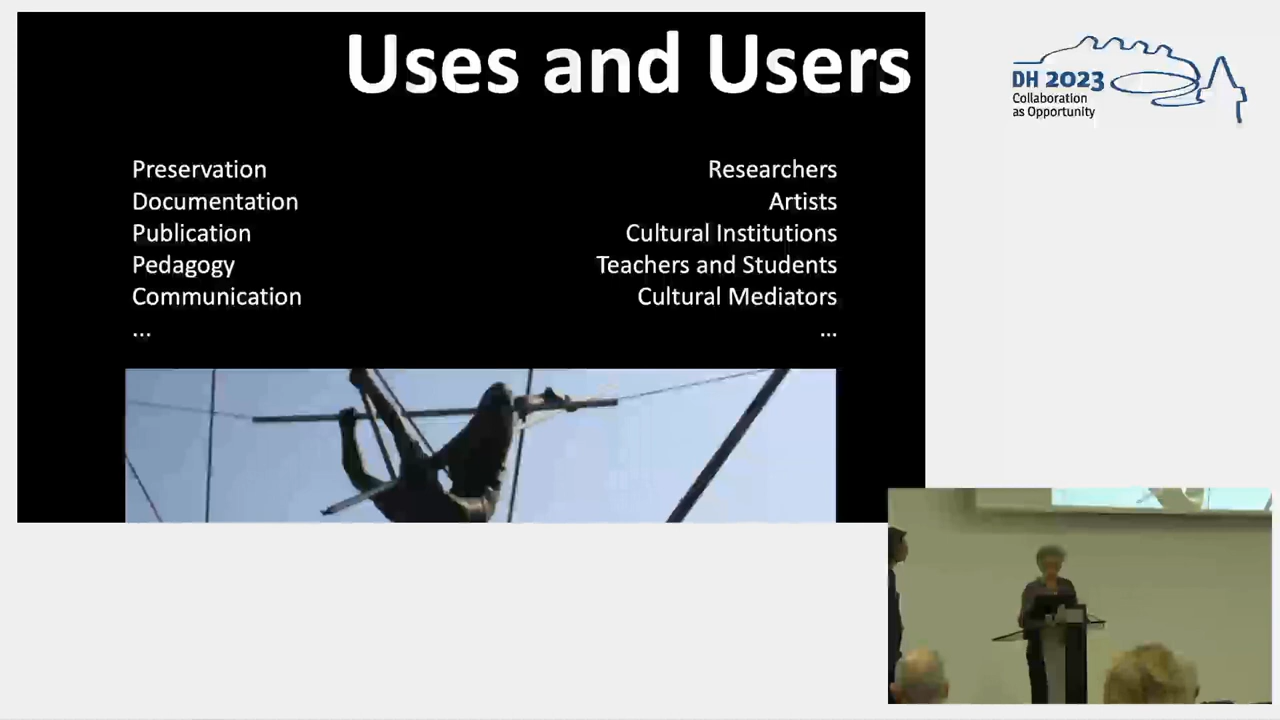 Uses and Users
Preservation
Documentation
Publication
Pedagogy
Communication
...
Researchers
Artists
Cultural Institutions
Teachers and Students
Cultural Mediators
...
DH 2023
Collaboration
as Opportunity